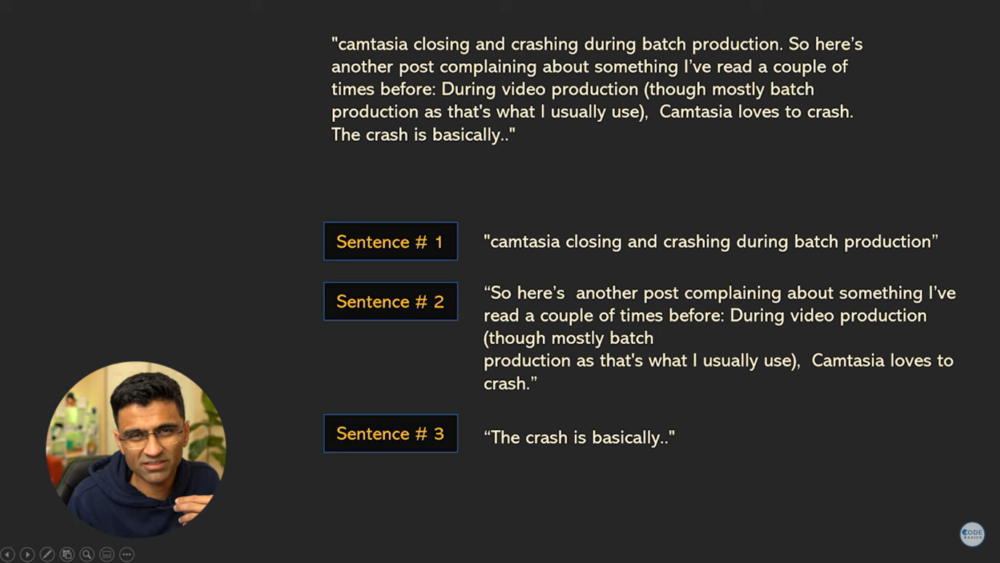 "camtasia closing and crashing during batch production. So here’s
another post complaining about something I’ve read a couple of
times before: During video production (though mostly batch
production as that's what I usually use),  Camtasia loves to crash.
The crash is basically.."
Sentence # 1
"camtasia closing and crashing during batch production”
Sentence # 2
“So here’s  another post complaining about something I’ve
read a couple of times before: During video production
(though mostly batch
production as that's what I usually use),  Camtasia loves to
crash.”
Sentence # 3
“The crash is basically.."
CODE
BASICS